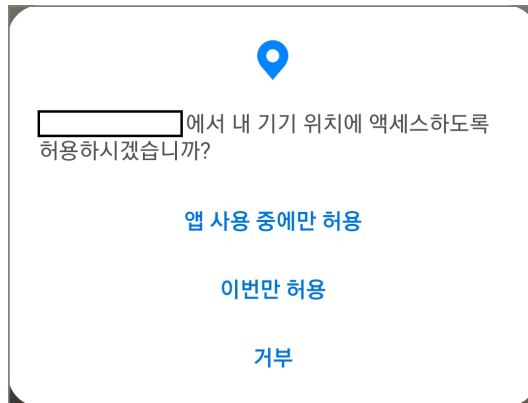 에서 내 기기 위치에 액세스하도록
허용하시겠습니까?
앱 사용 중에만 허용
이번만 허용
거부